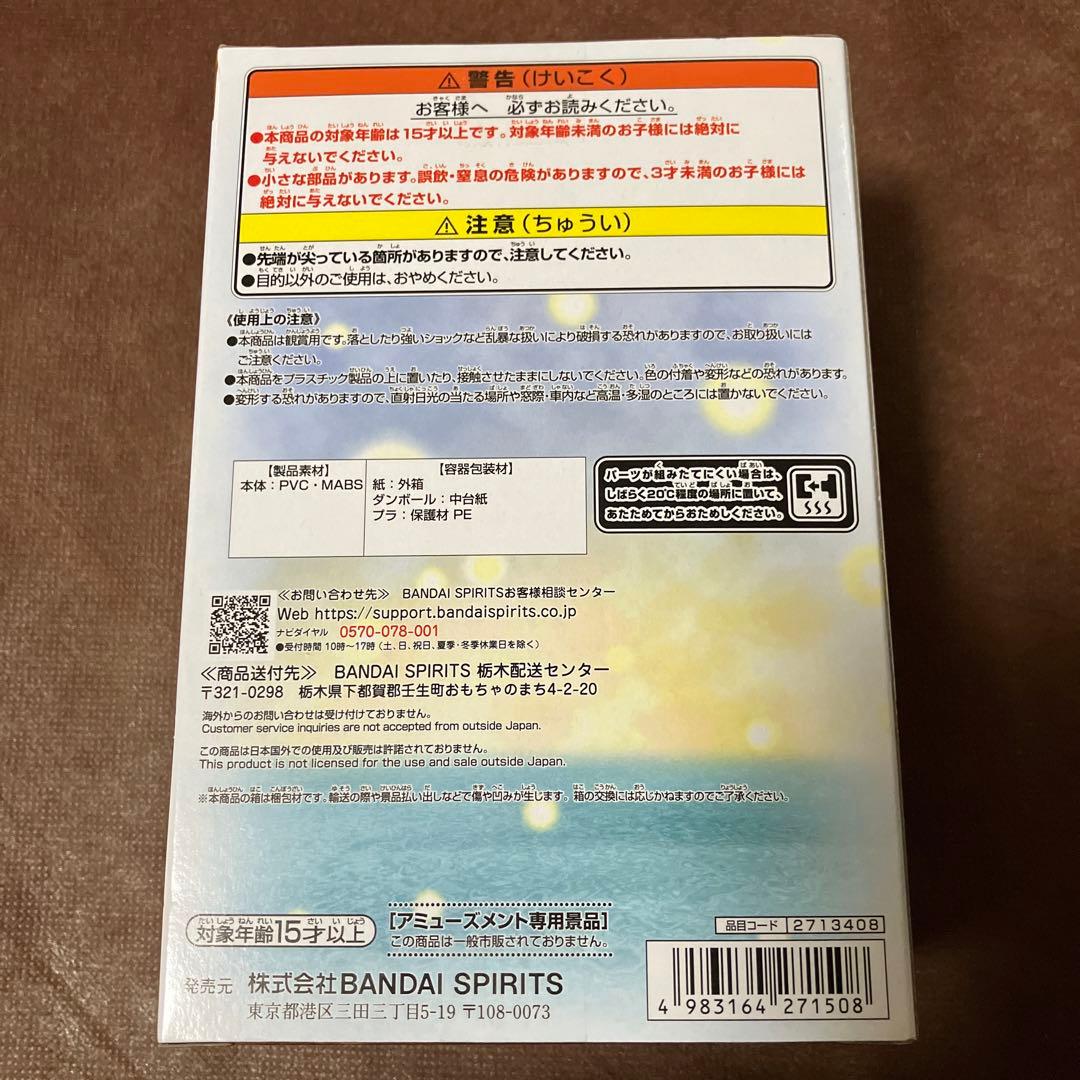 ⚠警告(けいこく)
お客様へ 必ずお読みください。
●本商品の対象年齢は15才以上です。対象年齢未満のお子様には絶対に
与えないでください。
●小さな部品があります。誤飲・窒息の危険がありますので、3才未満のお子様には
絶対に与えないでください。
⚠注意(ちゅうい)
●先端が尖っている箇所がありますので、注意してください。
●目的以外のご使用は、おやめください。
《使用上の注意》
●本商品は観賞用です。落としたり強いショックなど乱暴な扱いにより破損する恐れがありますので、お取り扱いには
ご注意ください。
●本商品をプラスチック製品の上に置いたり、接触させたままにしないでください。色の付着や変形などの恐れがあります。
●変形する恐れがありますので、直射日光の当たる場所や窓際・車内など高温・多湿のところには置かないでください。
【製品素材】
本体：PVC・MABS
【容器包装材】
紙：外箱
ダンボール：中台紙
プラ：保護材 PE
パーツが組みたてにくい場合は、
しばらく20℃程度の場所に置いて、
あたためてからおためしください。
≪お問い合わせ先≫ BANDAI SPIRITSお客様相談センター
Web https://support.bandaispirits.co.jp
ナビダイヤル 0570-078-001
●受付時間 10時〜17時(土、日、祝日、夏季・冬季休業日を除く)
≪商品送付先≫ BANDAI SPIRITS 栃木配送センター
〒321-0298 栃木県下都賀郡壬生町おもちゃのまち4-2-20
海外からのお問い合わせは受け付けておりません。
Customer service inquiries are not accepted from outside Japan.
この商品は日本国外での使用及び販売は許諾されておりません。
This product is not licensed for the use and sale outside Japan.
※本商品の箱は梱包材です。輸送の際や景品払い出しなどで傷や凹みが生じます。箱の交換には応じかねますのでご了承ください。
対象年齢15才以上
[アミューズメント専用景品]
この商品は一般市販されておりません。
品目コード 2713408
発売元 株式会社BANDAI SPIRITS
東京都港区三田三丁目5-19 〒108-0073
4 983164 271508